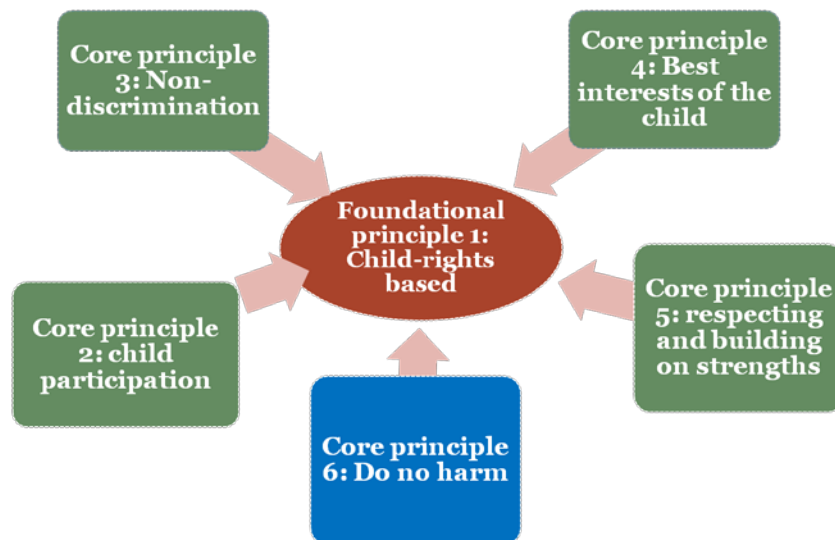 Core principle
3: Non-
discrimination
Core principle
4: Best
interests of the
child
Foundational
principle 1:
Child-rights
based
Core principle
2: child
participation
Core principle
5: respecting
and building
on strengths
Core principle
6: Do no harm